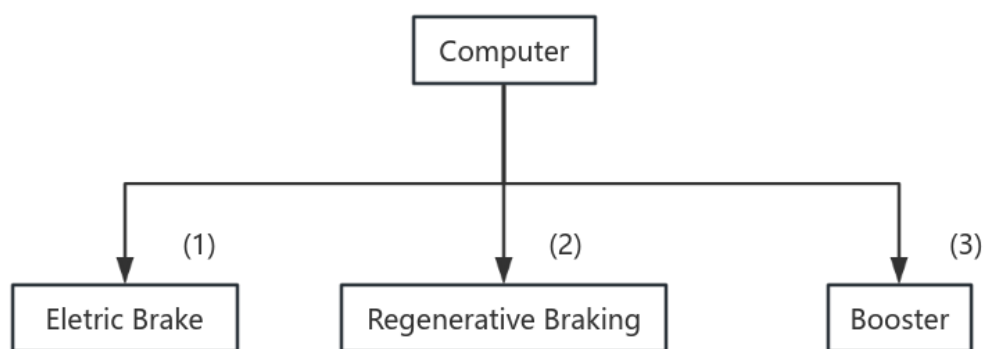 Computer
(1)
(2)
(3)
Eletric Brake
Regenerative Braking
Booster